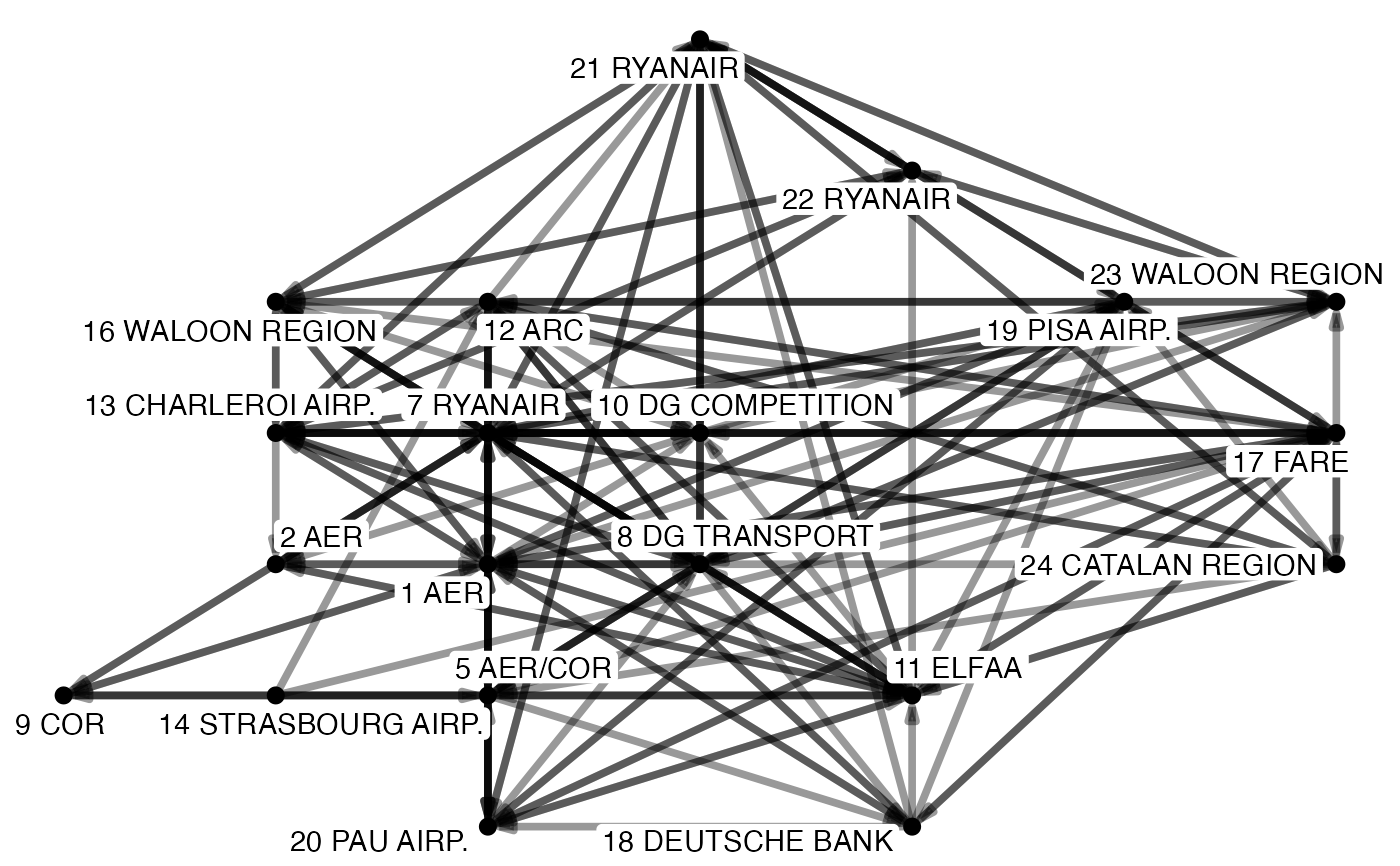 21 RYANAIR
22 RYANAIR
23 WALOON REGION
16 WALOON REGION
12 ARC
19 PISA AIRP.
13 CHARLEROI AIRP.
7 RYANAIR
10 DG COMPETITION
17 FARE
2 AER
8 DG TRANSPORT
24 CATALAN REGION
1 AER
5 AER/COR
11 ELFAA
9 COR
14 STRASBOURG AIRP.
20 PAU AIRP.
18 DEUTSCHE BANK